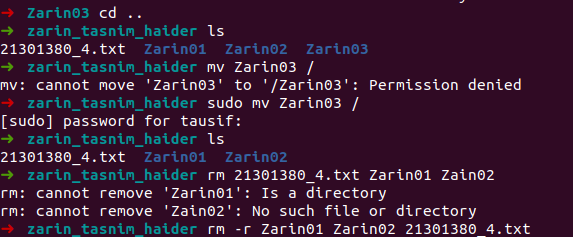 ➜ Zarin03 cd ..
➜ zarin_tasnim_haider ls
21301380_4.txt Zarin01 Zarin02 Zarin03
➜ zarin_tasnim_haider mv Zarin03 /
mv: cannot move 'Zarin03' to '/Zarin03': Permission denied
➜ zarin_tasnim_haider sudo mv Zarin03 /
[sudo] password for tausif:
➜ zarin_tasnim_haider ls
21301380_4.txt Zarin01 Zarin02
➜ zarin_tasnim_haider rm 21301380_4.txt Zarin01 Zain02
rm: cannot remove 'Zarin01': Is a directory
rm: cannot remove 'Zain02': No such file or directory
➜ zarin_tasnim_haider rm -r Zarin01 Zarin02 21301380_4.txt